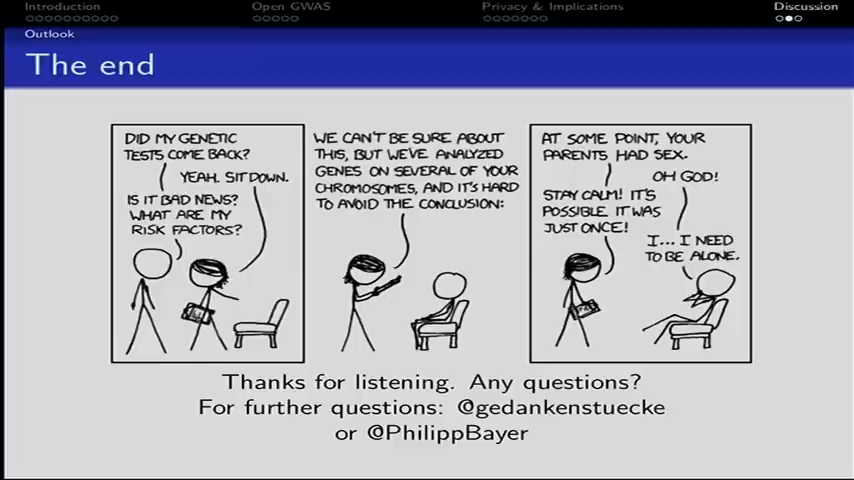 Introduction
Open GWAS
Privacy & Implications
Discussion
Outlook
The end
DID MY GENETIC
TESTS COME BACK?
YEAH. SIT DOWN.
IS IT BAD NEWS?
WHAT ARE MY
RISK FACTORS?
WE CAN'T BE SURE ABOUT
THIS, BUT WE'VE ANALYZED
GENES ON SEVERAL OF YOUR
CHROMOSOMES, AND IT'S HARD
TO AVOID THE CONCLUSION:
AT SOME POINT, YOUR
PARENTS HAD SEX.
OH GOD!
STAY CALM! IT'S
POSSIBLE IT WAS
JUST ONCE!
I... I NEED
TO BE ALONE.
Thanks for listening. Any questions?
For further questions: @gedankenstuecke
or @PhilippBayer